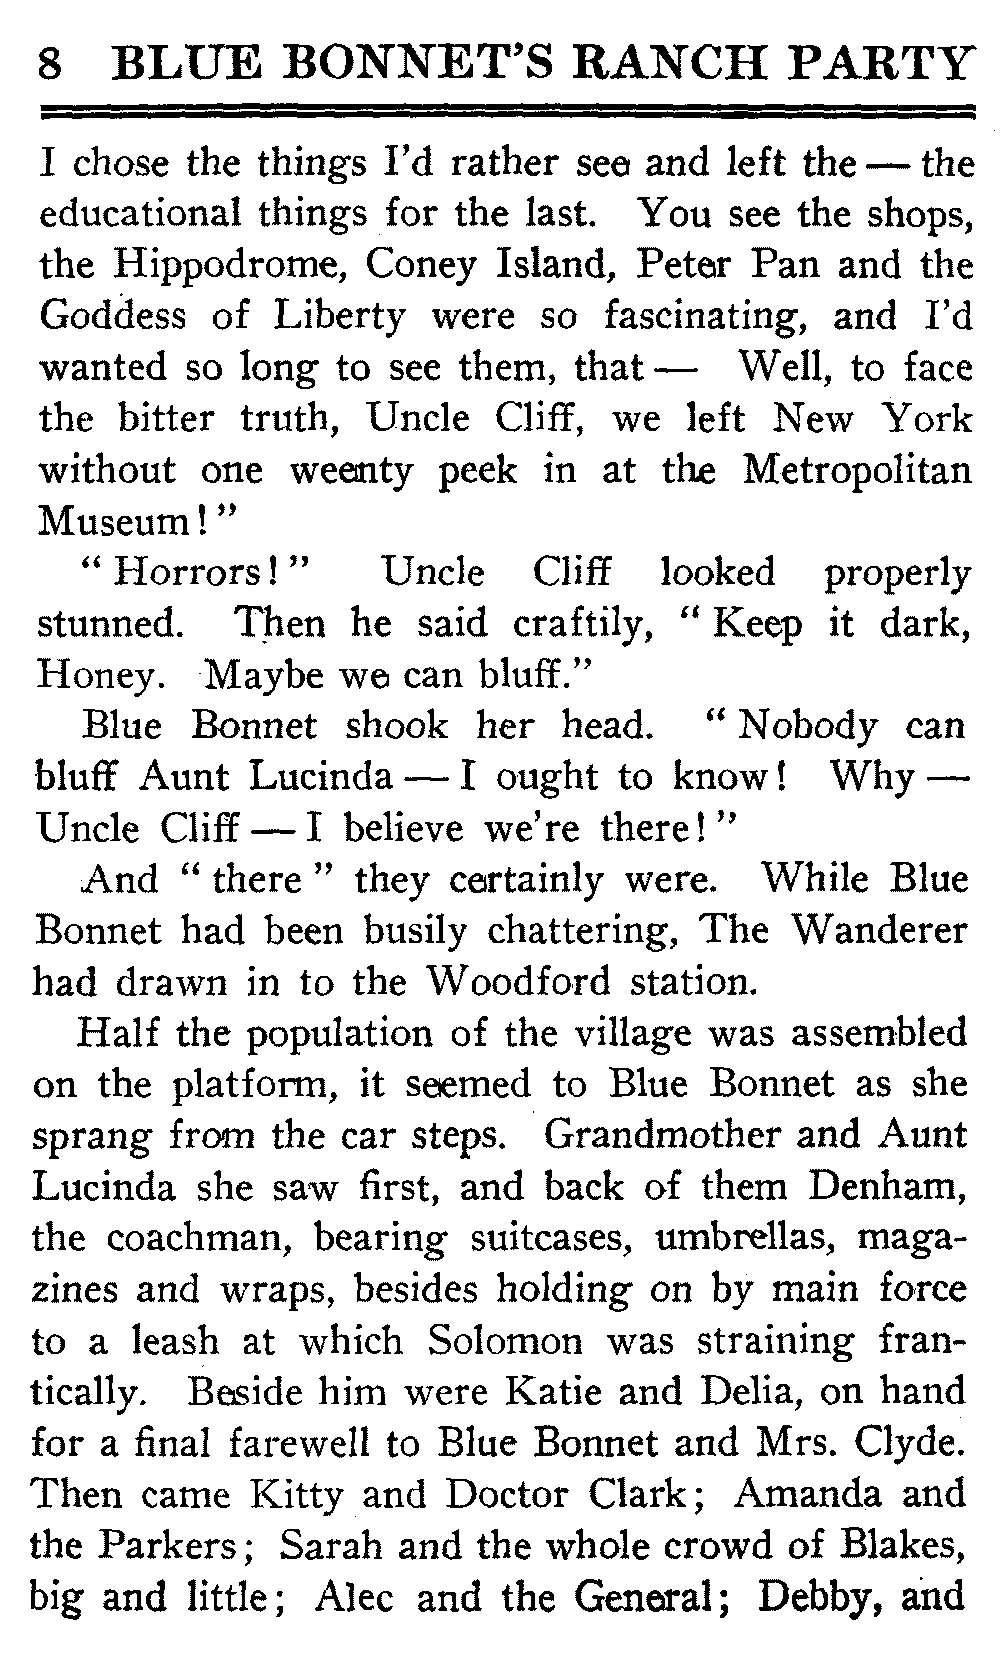 8 BLUE BONNET'S RANCH PARTY
I chose the things I'd rather see and left the — the
educational things for the last. You see the shops,
the Hippodrome, Coney Island, Peter Pan and the
Goddess of Liberty were so fascinating, and I'd
wanted so long to see them, that — Well, to face
the bitter truth, Uncle Cliff, we left New York
without one weenty peek in at the Metropolitan
Museum!"
"Horrors!" Uncle Cliff looked properly
stunned. Then he said craftily, "Keep it dark,
Honey. Maybe we can bluff."
Blue Bonnet shook her head. "Nobody can
bluff Aunt Lucinda — I ought to know! Why —
Uncle Cliff — I believe we're there!"
And "there" they certainly were. While Blue
Bonnet had been busily chattering, The Wanderer
had drawn in to the Woodford station.
Half the population of the village was assembled
on the platform, it seemed to Blue Bonnet as she
sprang from the car steps. Grandmother and Aunt
Lucinda she saw first, and back of them Denham,
the coachman, bearing suitcases, umbrellas, maga-
zines and wraps, besides holding on by main force
to a leash at which Solomon was straining fran-
tically. Beside him were Katie and Delia, on hand
for a final farewell to Blue Bonnet and Mrs. Clyde.
Then came Kitty and Doctor Clark; Amanda and
the Parkers; Sarah and the whole crowd of Blakes,
big and little; Alec and the General; Debby, and